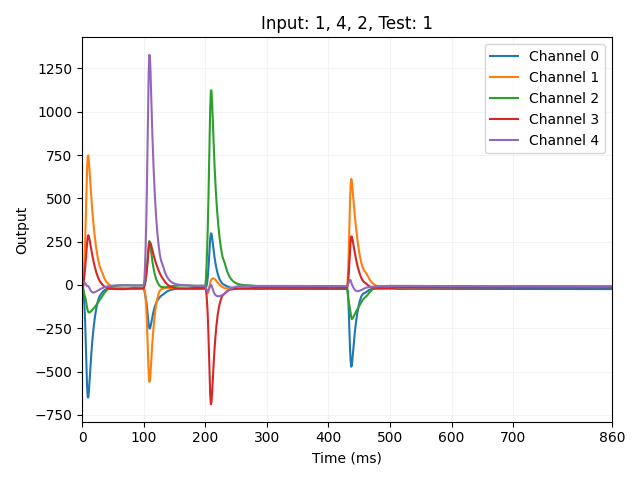 Input: 1, 4, 2, Test: 1
Channel 0
Channel 1
Channel 2
Channel 3
Channel 4
1250
1000
750
500
250
0
−250
−500
−750
Output
0 100 200 300 400 500 600 700 860
Time (ms)